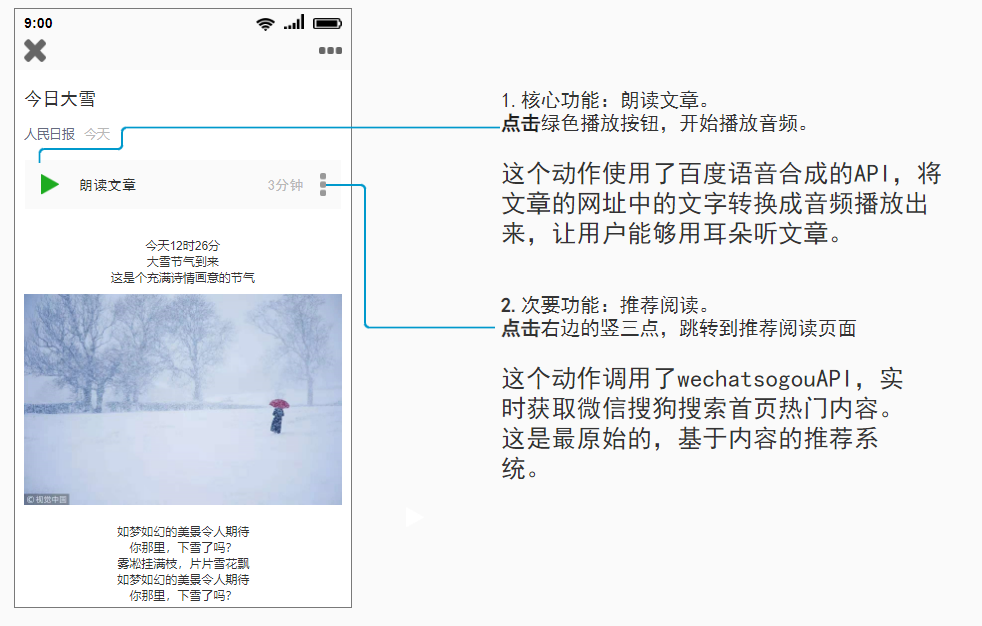 9:00
今日大雪
人民日报 今天
朗读文章 3分钟
今天12时26分
大雪节气到来
这是个充满诗情画意的节气
©视觉中国
如梦如幻的美景令人期待
你那里，下雪了吗？
雾凇挂满枝，片片雪花飘
如梦如幻的美景令人期待
你那里，下雪了吗？
1.核心功能：朗读文章。
点击绿色播放按钮，开始播放音频。
这个动作使用了百度语音合成的API，将
文章的网址中的文字转换成音频播放出
来，让用户能够用耳朵听文章。
2.次要功能：推荐阅读。
点击右边的竖三点，跳转到推荐阅读页面
这个动作调用了wechatsogouAPI，实
时获取微信搜狗搜索首页热门内容。
这是最原始的，基于内容的推荐系
统。